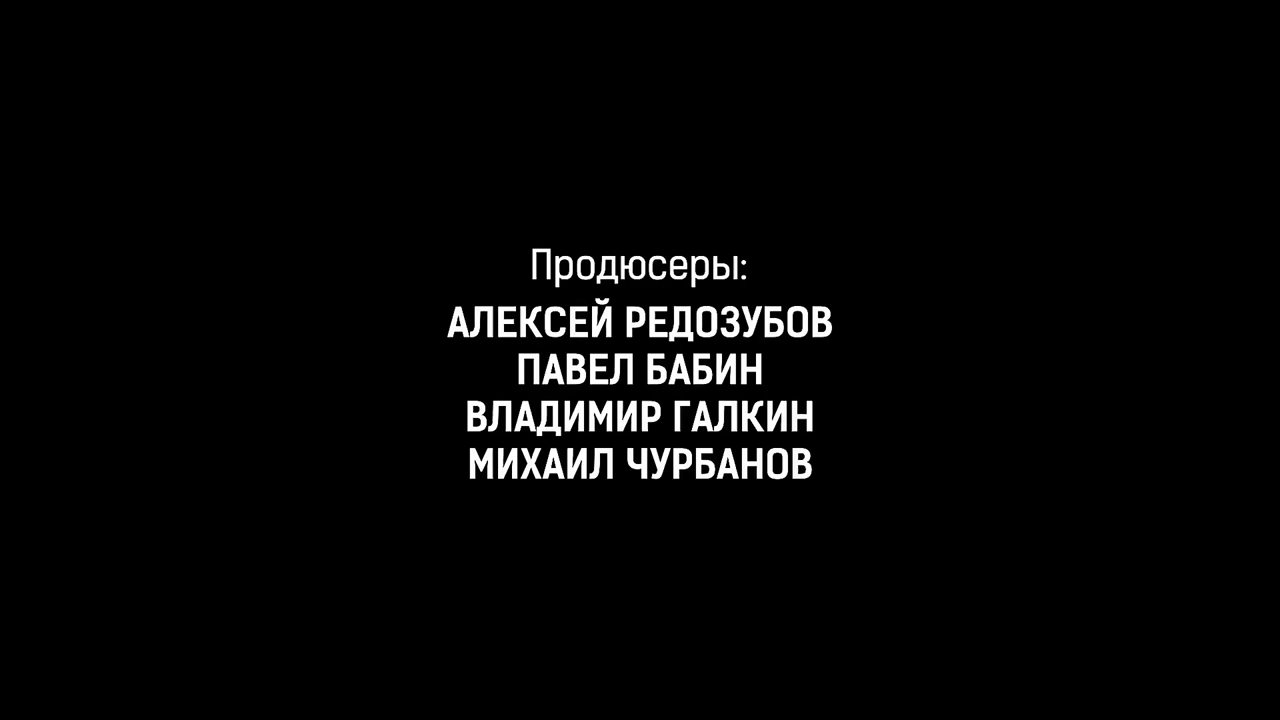 Продюсеры:
АЛЕКСЕЙ РЕДОЗУБОВ
ПАВЕЛ БАБИН
ВЛАДИМИР ГАЛКИН
МИХАИЛ ЧУРБАНОВ